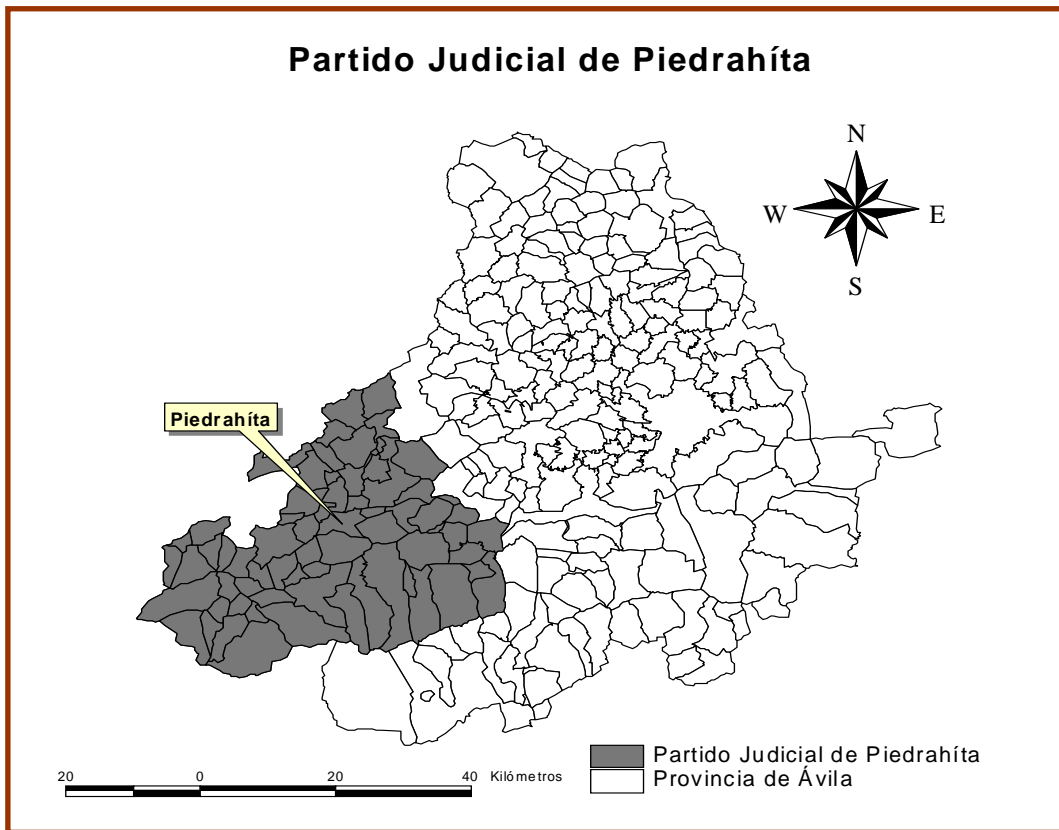 Partido Judicial de Piedrahíta
N
W E
S
Piedrahíta
Partido Judicial de Piedrahíta
Provincia de Ávila
20 0 20 40 Kilómetros